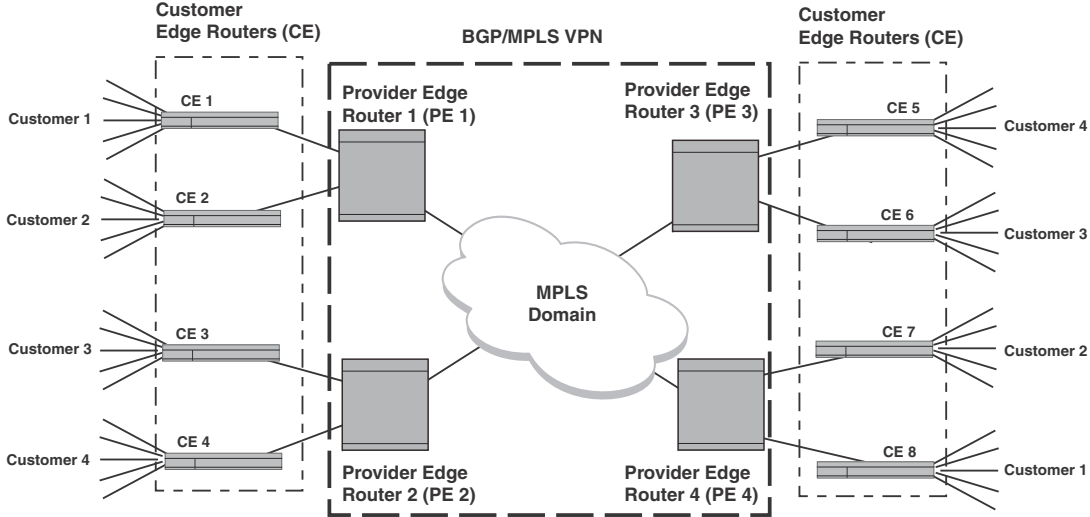 Customer
Edge Routers (CE)
BGP/MPLS VPN
Customer
Edge Routers (CE)
Customer 1
CE 1
Customer 2
CE 2
Customer 3
CE 3
Customer 4
CE 4
Provider Edge
Router 1 (PE 1)
Provider Edge
Router 2 (PE 2)
MPLS
Domain
Provider Edge
Router 3 (PE 3)
Provider Edge
Router 4 (PE 4)
CE 5
Customer 4
CE 6
Customer 3
CE 7
Customer 2
CE 8
Customer 1